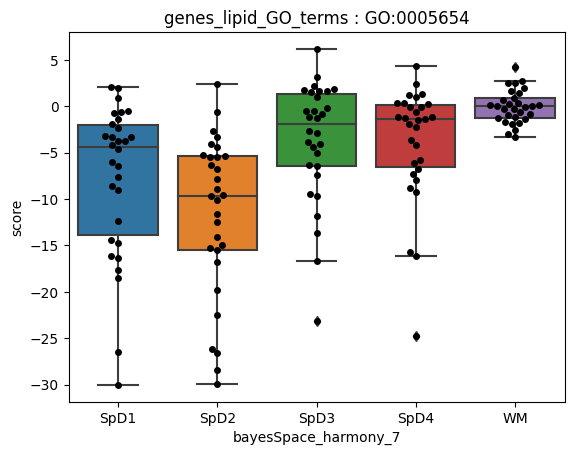 genes_lipid_GO_terms : GO:0005654
score
5
0
−5
−10
−15
−20
−25
−30
SpD1 SpD2 SpD3 SpD4 WM
bayesSpace_harmony_7